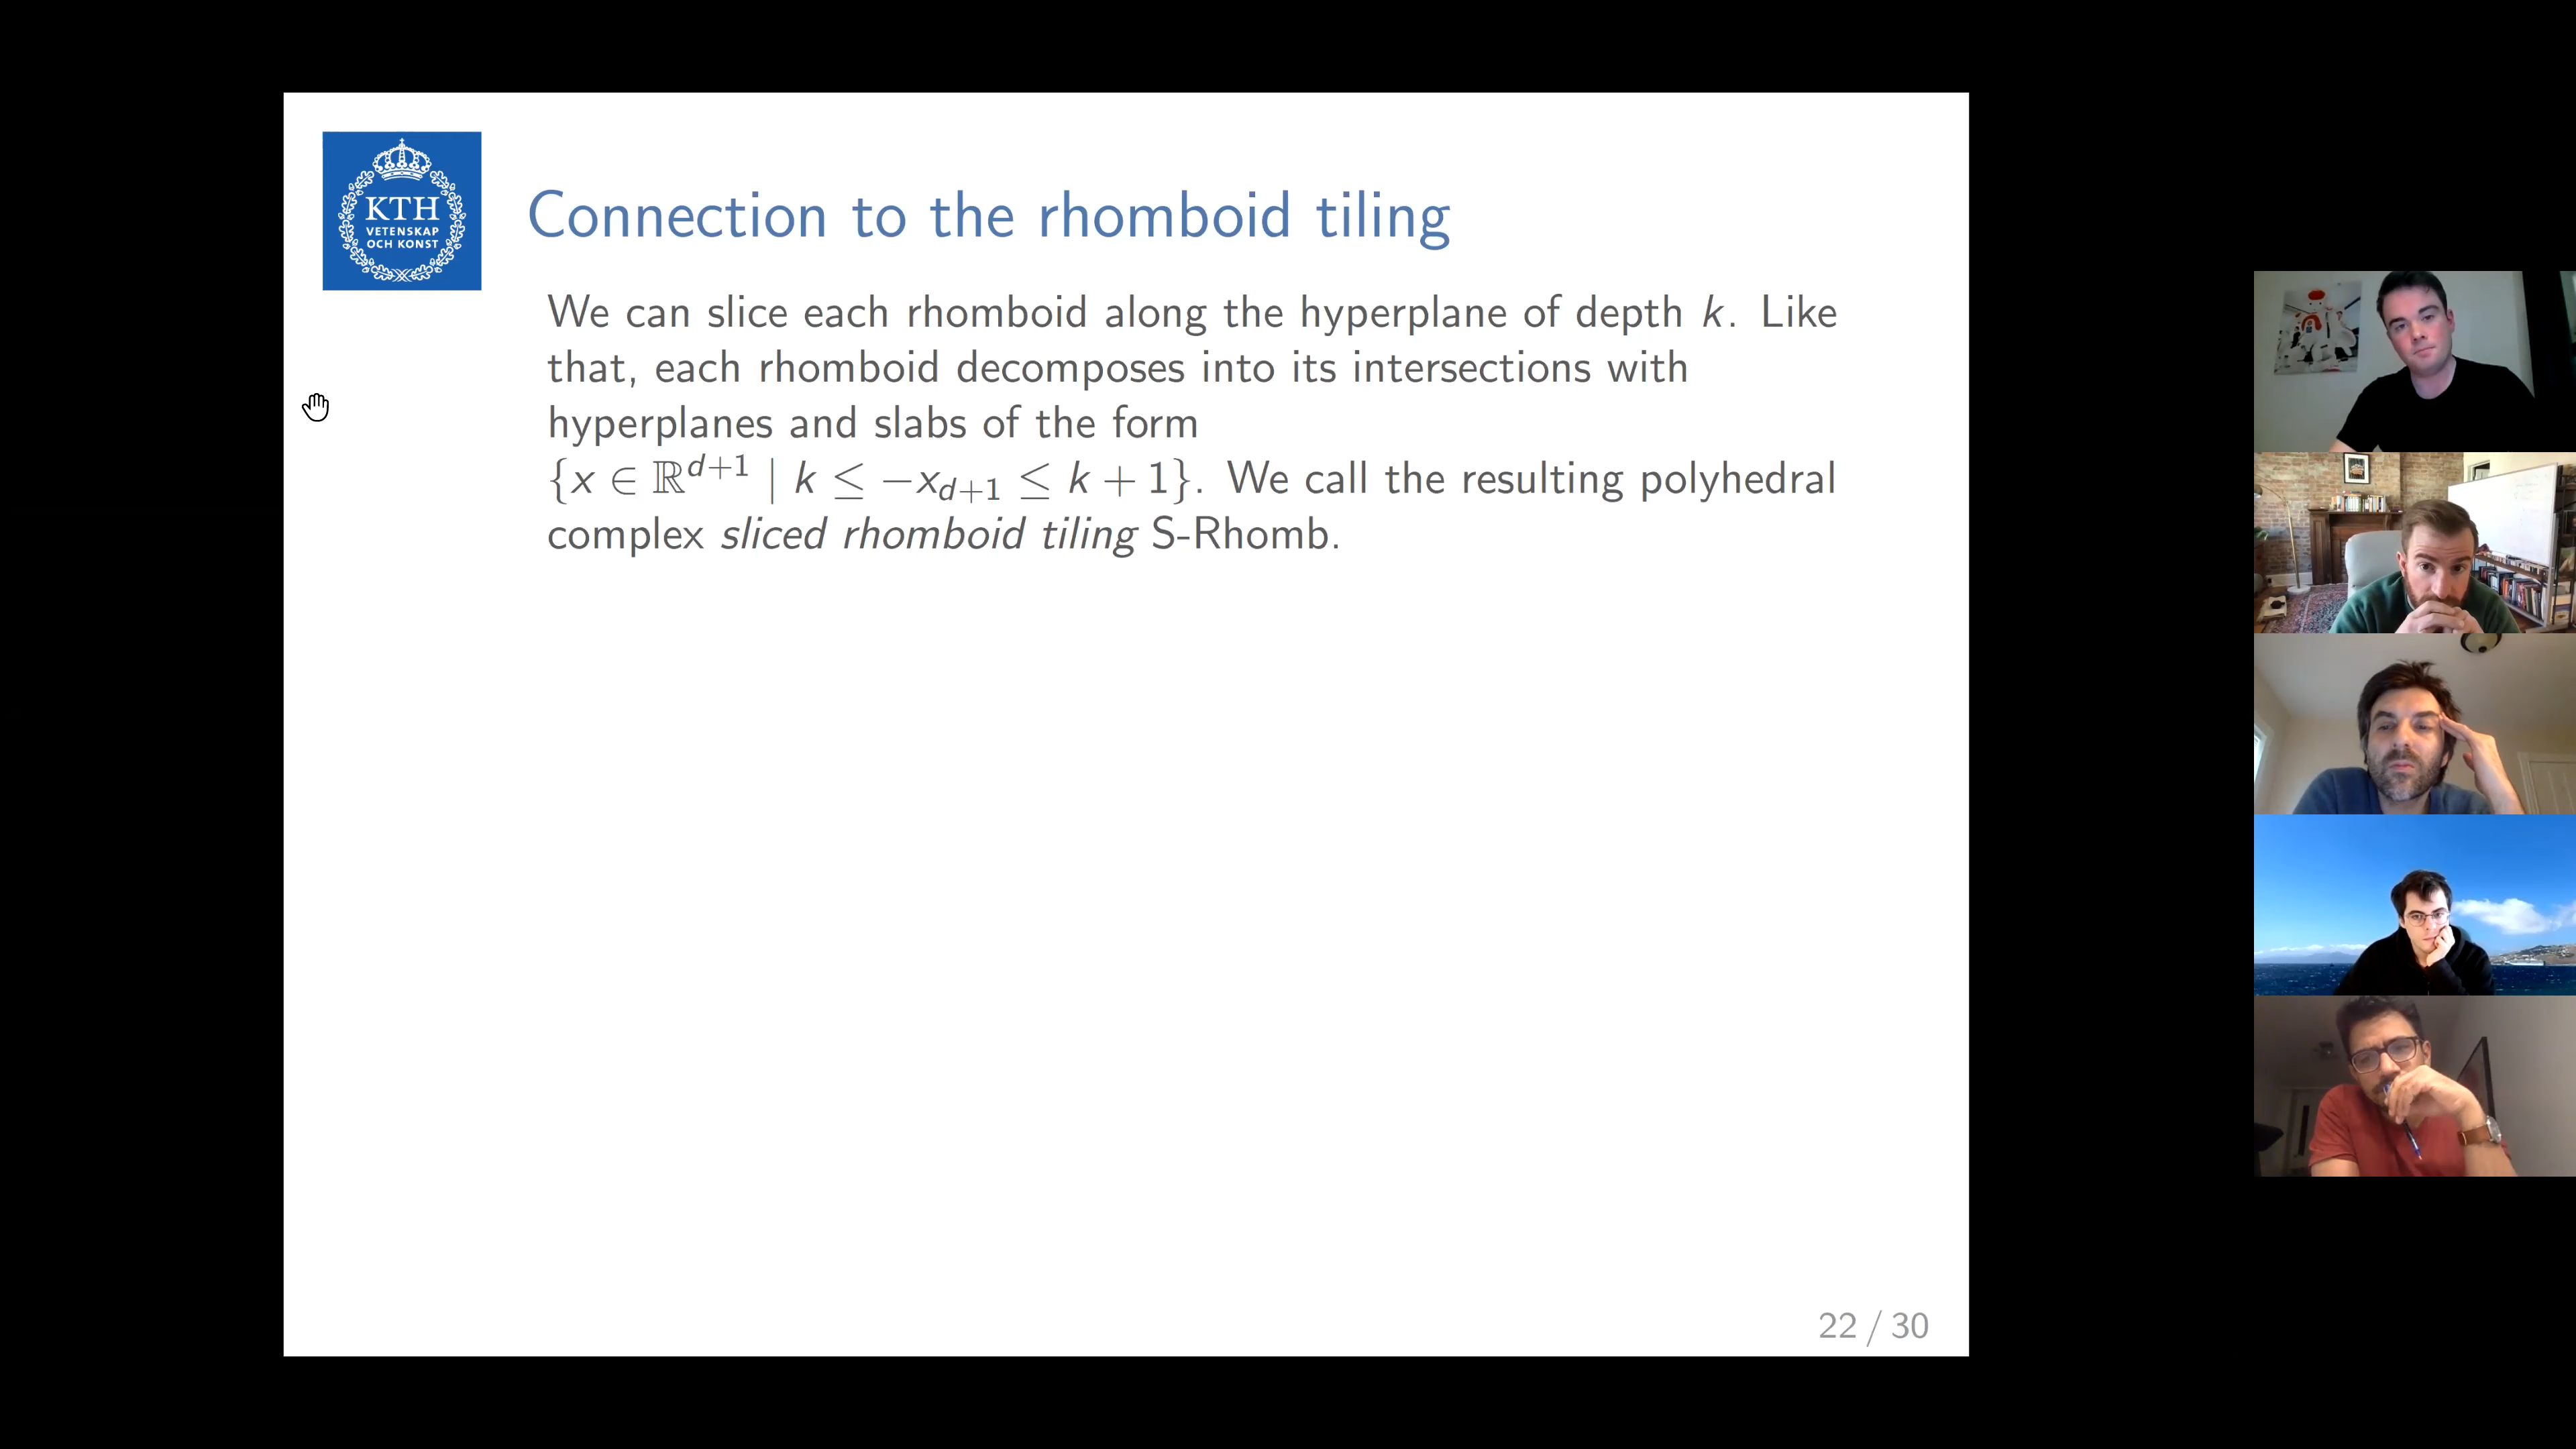 KTH
VETENSKAP
OCH KONST
Connection to the rhomboid tiling
We can slice each rhomboid along the hyperplane of depth k. Like
that, each rhomboid decomposes into its intersections with
hyperplanes and slabs of the form
{x ∈ ℝ^{d+1} | k ≤ −x_{d+1} ≤ k + 1}. We call the resulting polyhedral
complex sliced rhomboid tiling S-Rhomb.
22 / 30